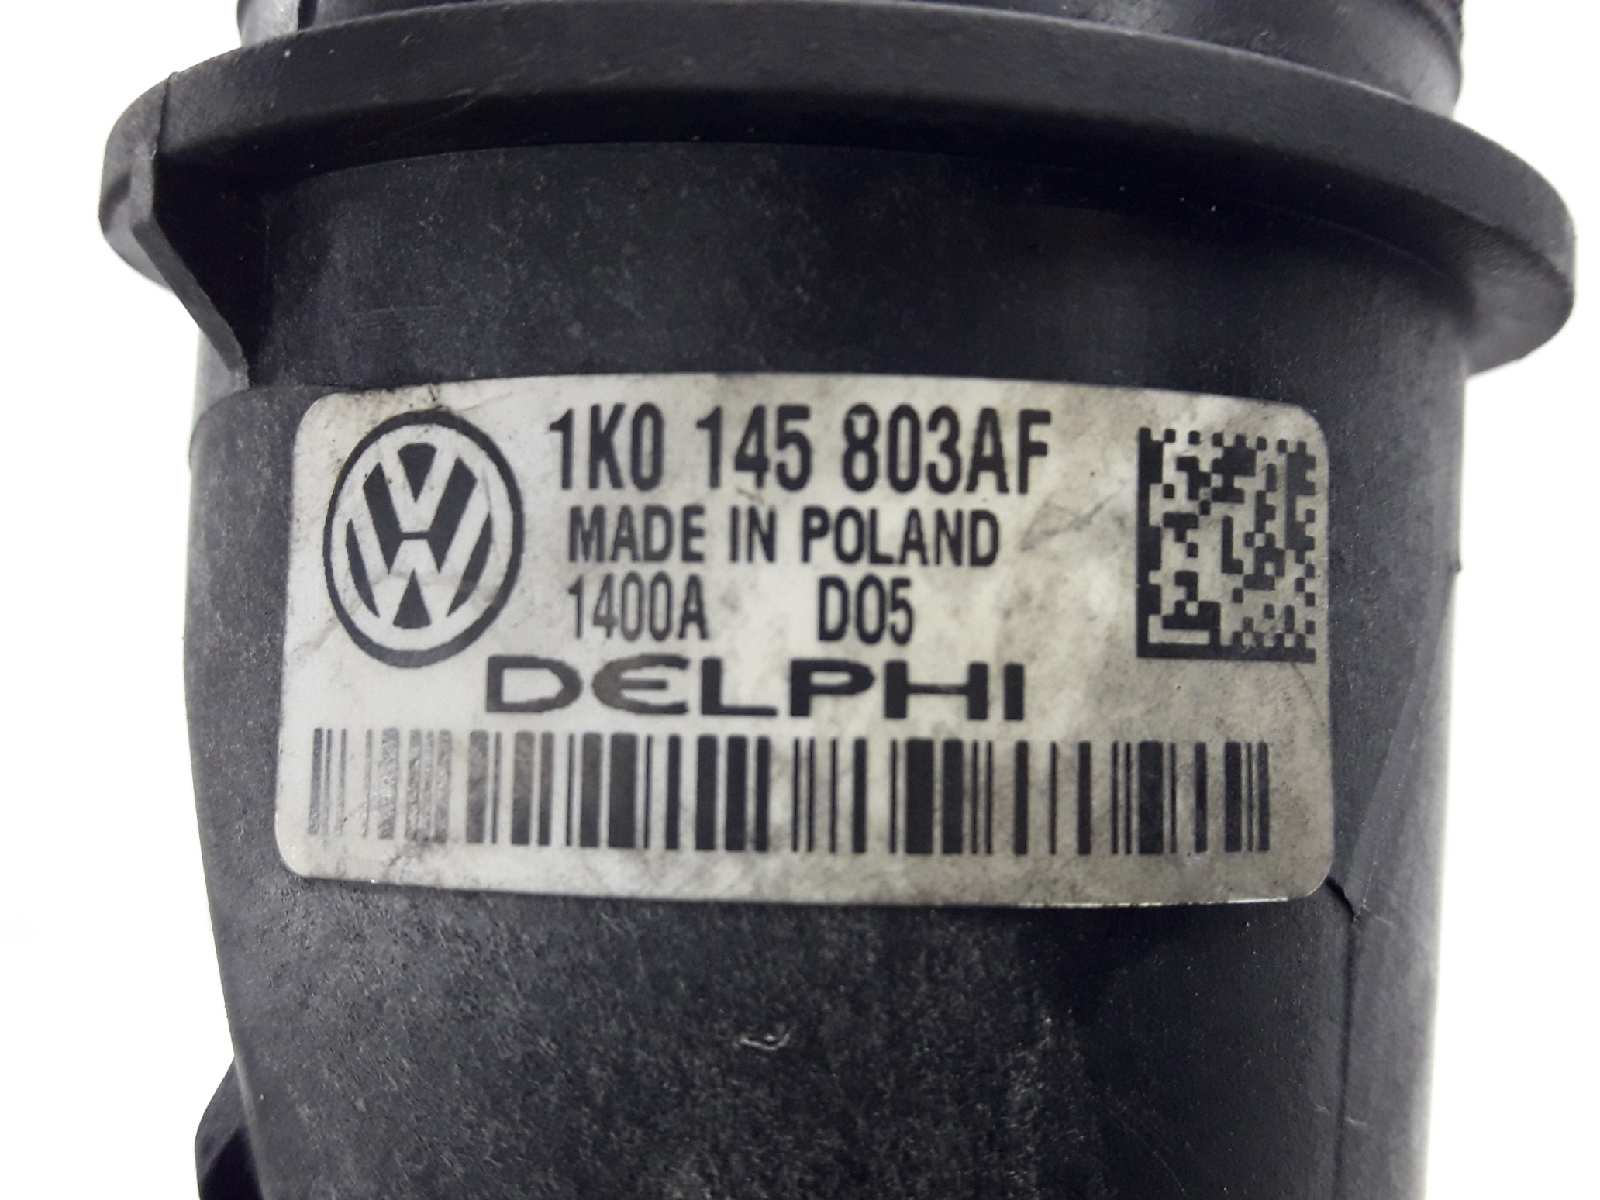 1K0 145 803AF
MADE IN POLAND
1400A D05
DELPHI